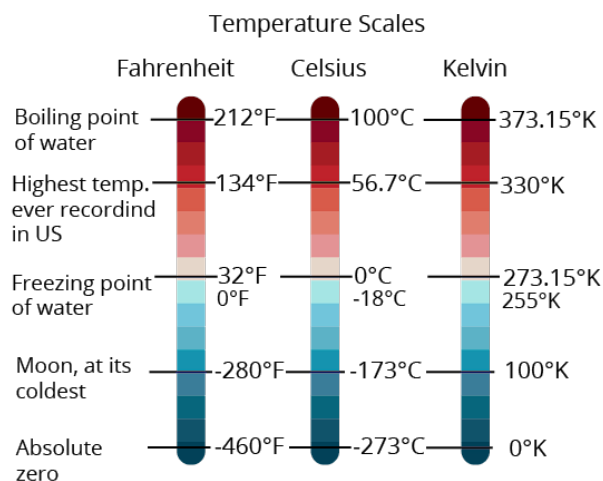 Temperature Scales
Fahrenheit Celsius Kelvin
Boiling point
of water
212°F 100°C 373.15°K
Highest temp.
ever recordind
in US
134°F 56.7°C 330°K
Freezing point
of water
32°F 0°C 273.15°K
0°F -18°C 255°K
Moon, at its
coldest
-280°F -173°C 100°K
Absolute
zero
-460°F -273°C 0°K